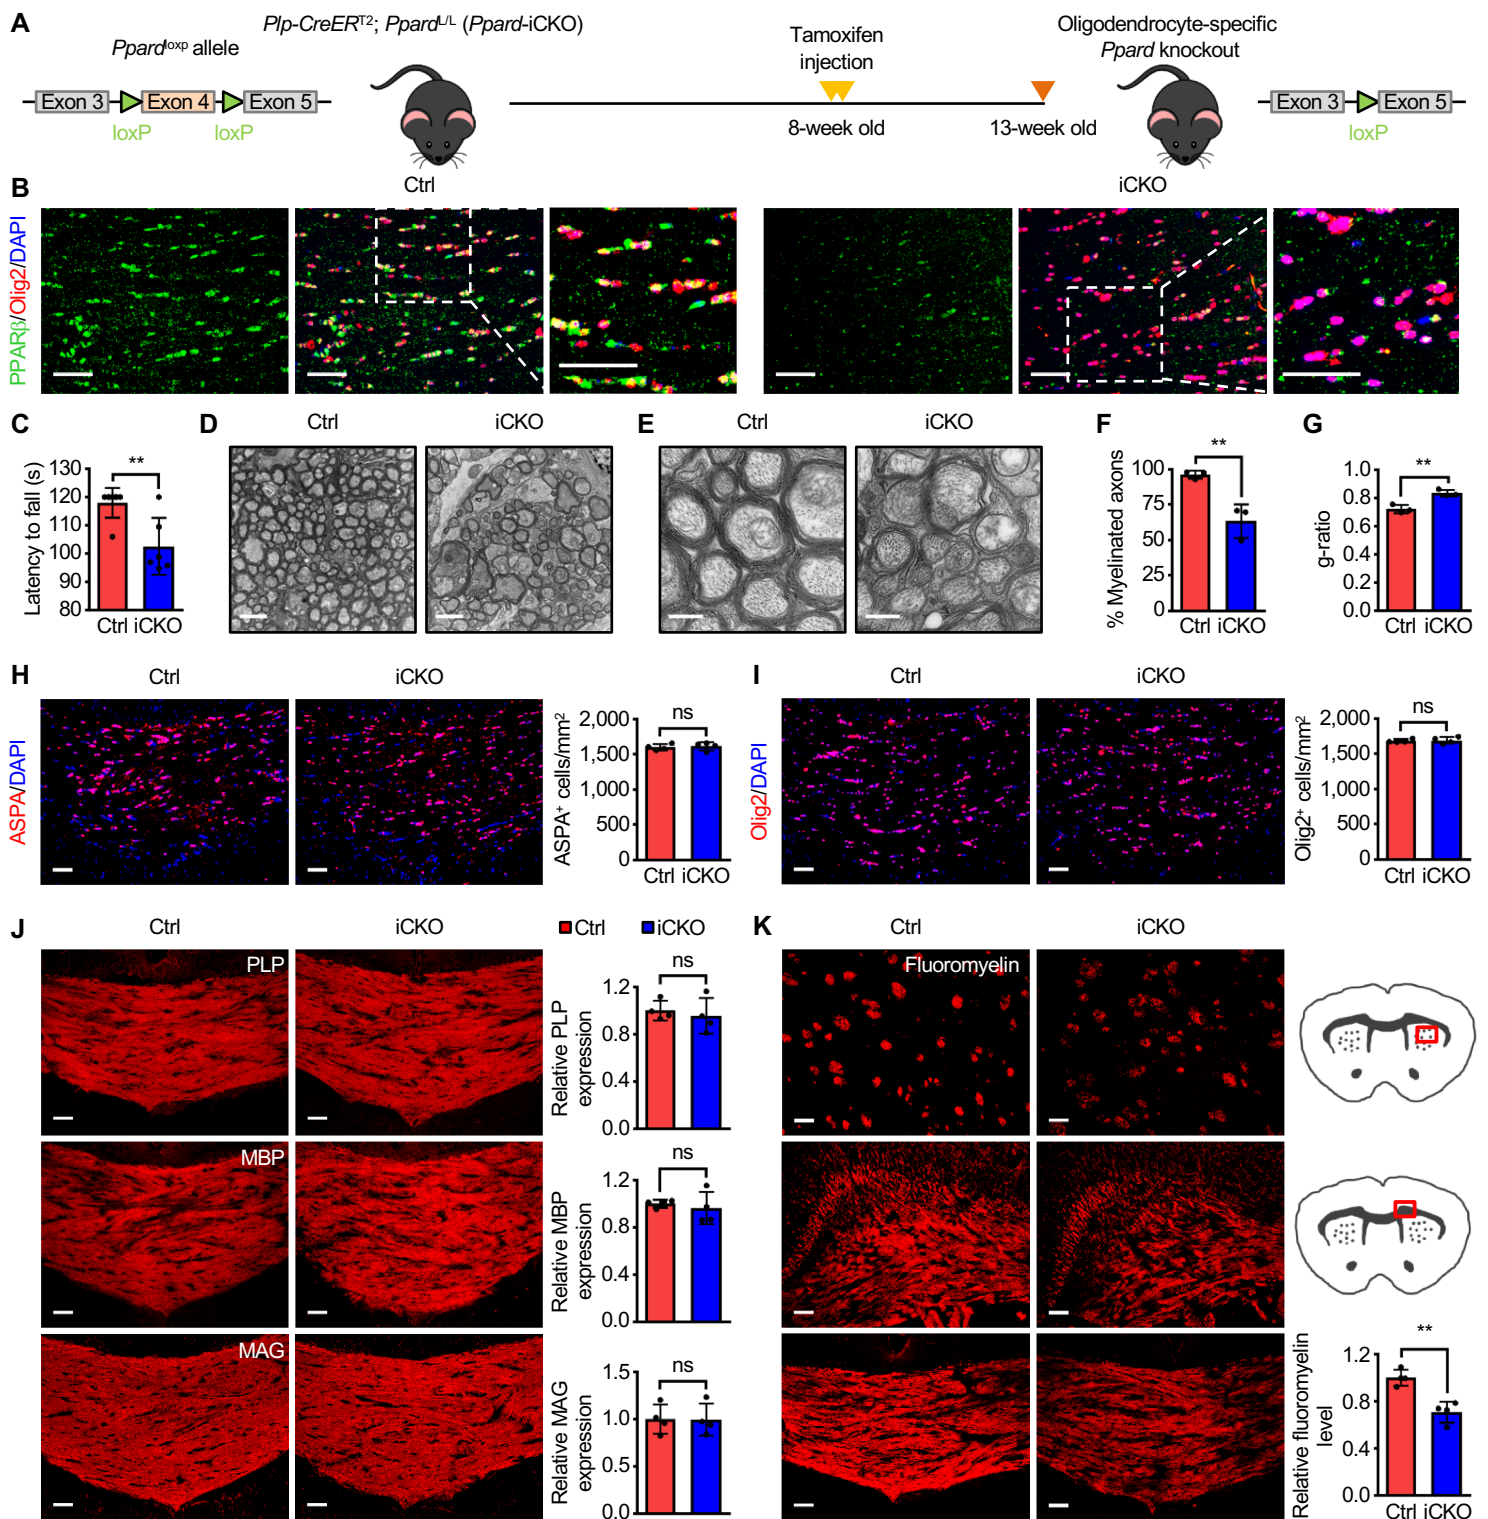 A
Plp-CreERT2; PpardL/L (Ppard-iCKO)
Ppardloxp allele
Exon 3
Exon 4
Exon 5
loxP
loxP
Tamoxifen
injection
8-week old
13-week old
Oligodendrocyte-specific
Ppard knockout
Exon 3
Exon 5
loxP
B
Ctrl
iCKO
PPARβ/Olig2/DAPI
C
Latency to fall (s)
130
120
110
100
90
80
**
Ctrl iCKO
D
Ctrl
iCKO
E
Ctrl
iCKO
F
% Myelinated axons
100
75
50
25
0
**
Ctrl iCKO
G
g-ratio
1.0
0.8
0.6
0.4
0.2
0.0
**
Ctrl iCKO
H
Ctrl
iCKO
ASPA/DAPI
ASPA+ cells/mm2
2,000
1,500
1,000
500
0
ns
Ctrl iCKO
I
Ctrl
iCKO
Olig2/DAPI
Olig2+ cells/mm2
2,000
1,500
1,000
500
0
ns
Ctrl iCKO
J
Ctrl
iCKO
Ctrl
iCKO
PLP
Relative PLP
expression
1.2
0.8
0.4
0.0
ns
MBP
Relative MBP
expression
1.2
0.8
0.4
0.0
ns
MAG
Relative MAG
expression
1.5
1.0
0.5
0.0
ns
K
Ctrl
iCKO
Fluoromyelin
Relative fluoromyelin
level
1.2
0.8
0.4
0.0
**
Ctrl iCKO